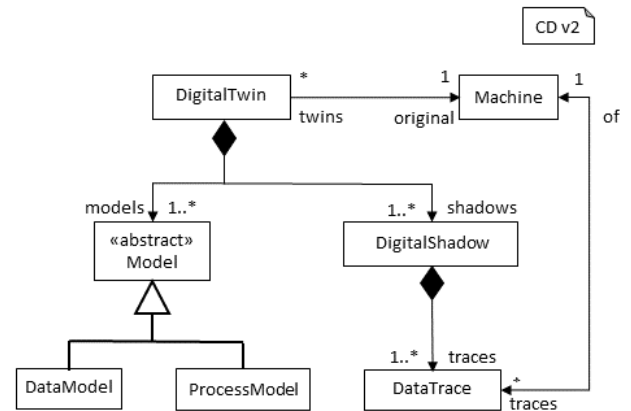 CD v2
* 1 1
DigitalTwin Machine
twins original of
models 1..* 1..* shadows
«abstract»
Model
DigitalShadow
1..* traces
DataModel ProcessModel DataTrace *
traces